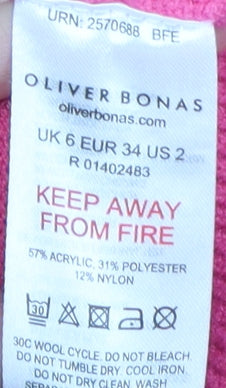 URN: 2570688 BFE
OLIVER BONAS
oliverbonas.com
UK 6 EUR 34 US 2
R 01402483
KEEP AWAY
FROM FIRE
57% ACRYLIC, 31% POLYESTER
12% NYLON
30
30C WOOL CYCLE. DO NOT BLEACH.
DO NOT TUMBLE DRY. COOL IRON.
DO NOT DRY CLEAN. WASH